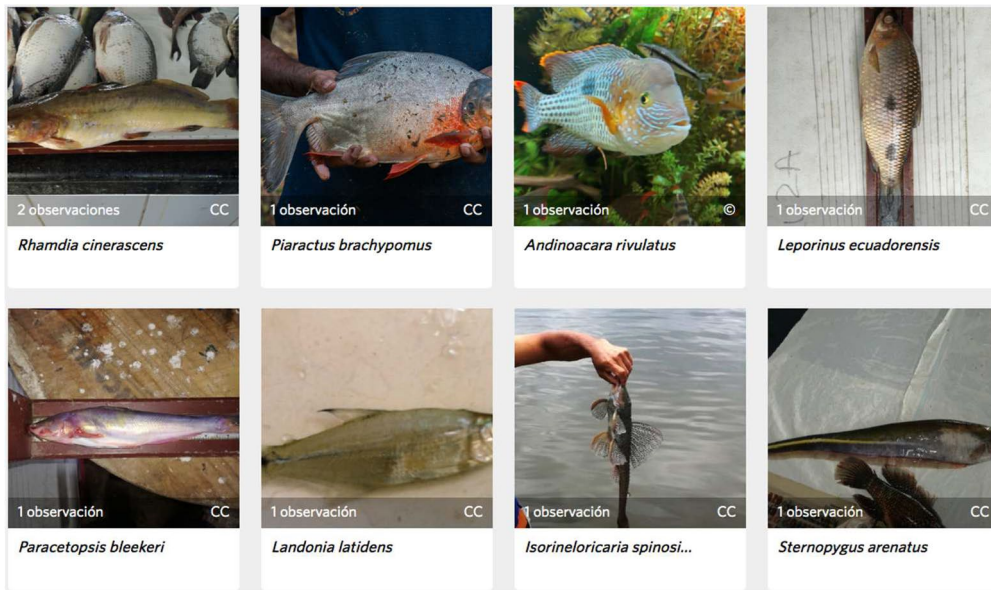 2 observaciones CC
1 observación CC
1 observación ©
1 observación CC
Rhamdia cinerascens
Piaractus brachypomus
Andinoacara rivulatus
Leporinus ecuadorensis
1 observación CC
1 observación CC
1 observación CC
1 observación CC
Paracetopsis bleekeri
Landonia latidens
Isorineloricaria spinosi...
Sternopygus arenatus